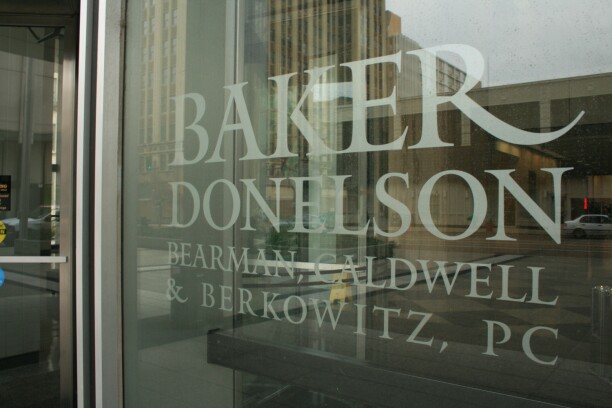 BAKER
DONELSON
BEARMAN, CALDWELL
& BERKOWITZ, PC